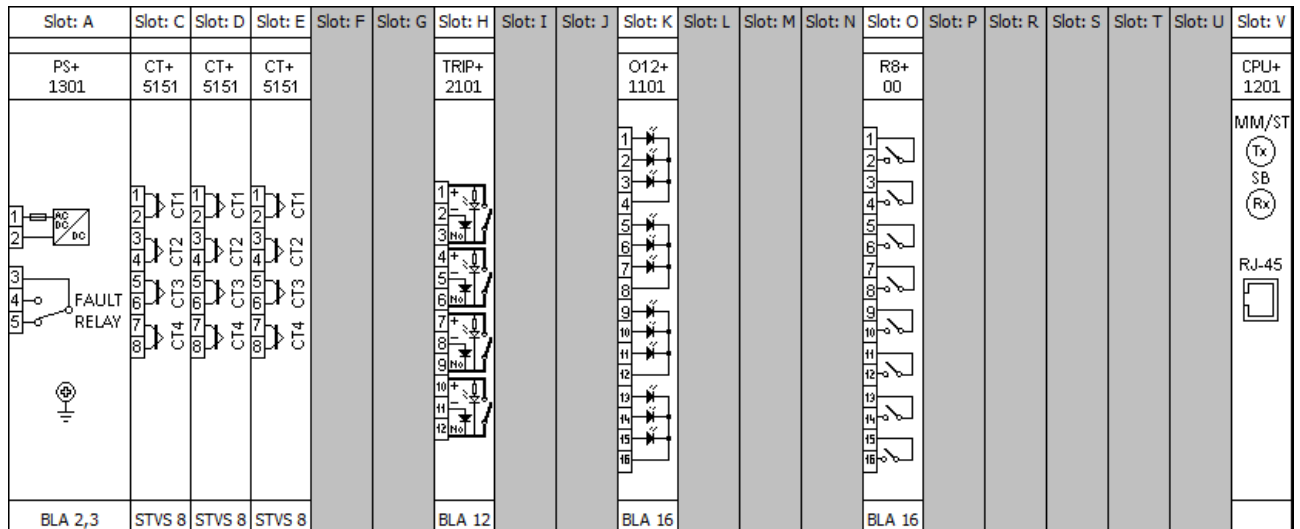 Slot: A Slot: C Slot: D Slot: E Slot: F Slot: G Slot: H Slot: I Slot: J Slot: K Slot: L Slot: M Slot: N Slot: O Slot: P Slot: R Slot: S Slot: T Slot: U Slot: V
PS+ CT+ CT+ CT+ TRIP+ O12+ R8+ CPU+
1301 5151 5151 5151 2101 1101 00 1201
1
2
AC
DC
DC
3
4
5
FAULT
RELAY
1
2
CT1
3
4
CT2
5
6
CT3
7
8
CT4
1
2
CT1
3
4
CT2
5
6
CT3
7
8
CT4
1
2
CT1
3
4
CT2
5
6
CT3
7
8
CT4
1 +
2 -
3 No
4 +
5 -
6 No
7 +
8 -
9 No
10 +
11 -
12 No
1
2
3
4
5
6
7
8
9
10
11
12
13
14
15
16
1
2
3
4
5
6
7
8
9
10
11
12
13
14
15
16
MM/ST
Tx
SB
Rx
RJ-45
BLA 2,3 STVS 8 STVS 8 STVS 8 BLA 12 BLA 16 BLA 16